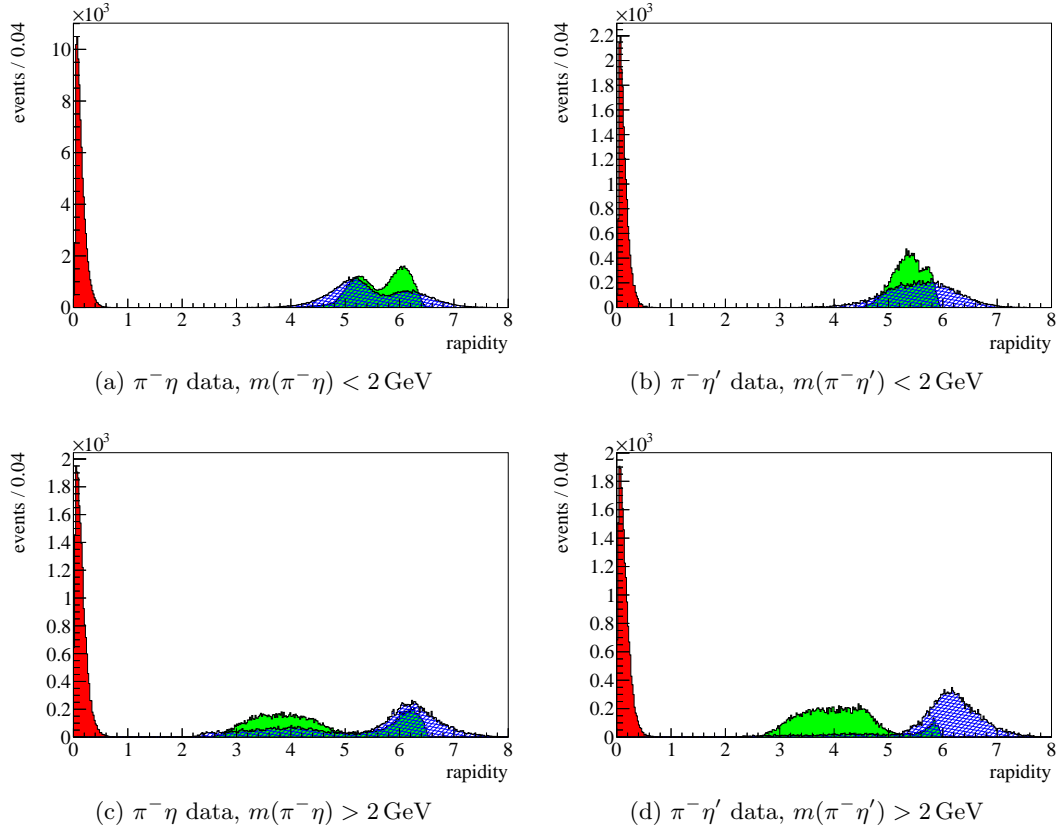 ×10³
events / 0.04
10
8
6
4
2
0
0 1 2 3 4 5 6 7 8
rapidity
(a) π⁻η data, m(π⁻η) < 2 GeV
×10³
events / 0.04
2.2
2
1.8
1.6
1.4
1.2
1
0.8
0.6
0.4
0.2
0
0 1 2 3 4 5 6 7 8
rapidity
(b) π⁻η′ data, m(π⁻η′) < 2 GeV
×10³
events / 0.04
2
1.8
1.6
1.4
1.2
1
0.8
0.6
0.4
0.2
0
0 1 2 3 4 5 6 7 8
rapidity
(c) π⁻η data, m(π⁻η) > 2 GeV
×10³
events / 0.04
2
1.8
1.6
1.4
1.2
1
0.8
0.6
0.4
0.2
0
0 1 2 3 4 5 6 7 8
rapidity
(d) π⁻η′ data, m(π⁻η′) > 2 GeV